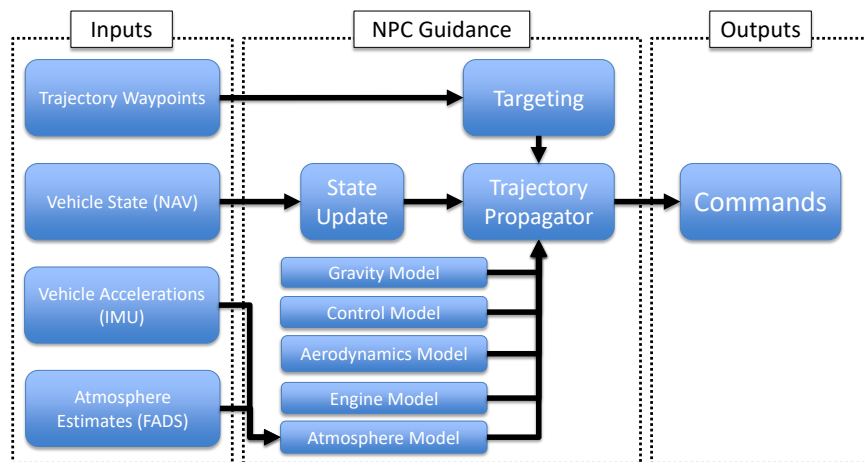 Inputs
NPC Guidance
Outputs
Trajectory Waypoints
Targeting
Vehicle State (NAV)
State
Update
Trajectory
Propagator
Commands
Vehicle Accelerations
(IMU)
Gravity Model
Control Model
Aerodynamics Model
Engine Model
Atmosphere
Estimates (FADS)
Atmosphere Model